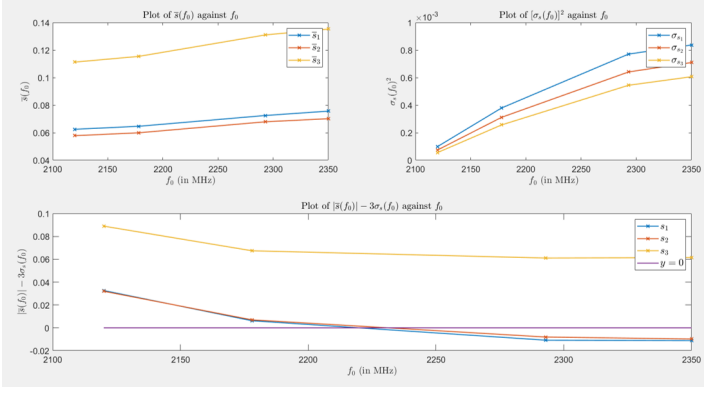 Plot of s̅(f₀) against f₀
0.14
0.12
0.1
0.08
0.06
0.04
s̅(f₀)
2100 2150 2200 2250 2300 2350
f₀ (in MHz)
s̅₁
s̅₂
s̅₃
Plot of [σₛ(f₀)]² against f₀
×10⁻³
1
0.8
0.6
0.4
0.2
0
σₛ(f₀)²
2100 2150 2200 2250 2300 2350
f₀ (in MHz)
σₛ₁
σₛ₂
σₛ₃
Plot of |s̅(f₀)| − 3σₛ(f₀) against f₀
0.1
0.08
0.06
0.04
0.02
0
-0.02
|s̅(f₀)| − 3σₛ(f₀)
2100 2150 2200 2250 2300 2350
f₀ (in MHz)
s₁
s₂
s₃
y = 0